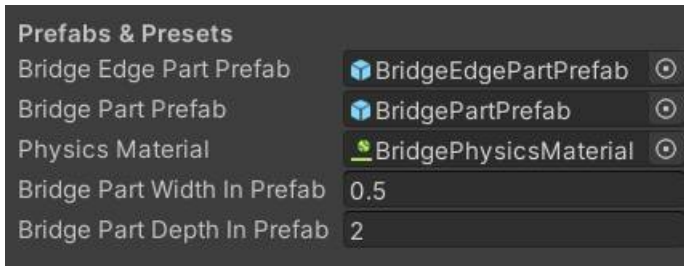 Prefabs & Presets
Bridge Edge Part Prefab BridgeEdgePartPrefab
Bridge Part Prefab BridgePartPrefab
Physics Material BridgePhysicsMaterial
Bridge Part Width In Prefab 0.5
Bridge Part Depth In Prefab 2